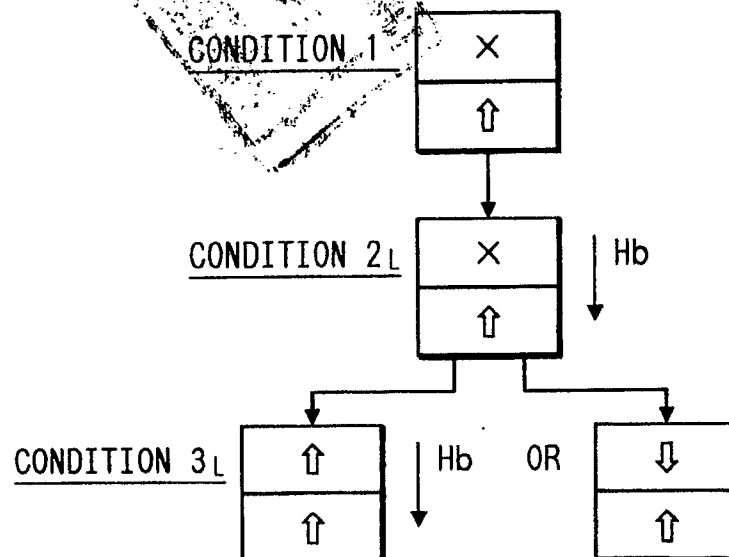 CONDITION 1
×
⇧
CONDITION 2L
×
Hb
⇧
CONDITION 3L
⇧
Hb
OR
⇩
⇧
⇧